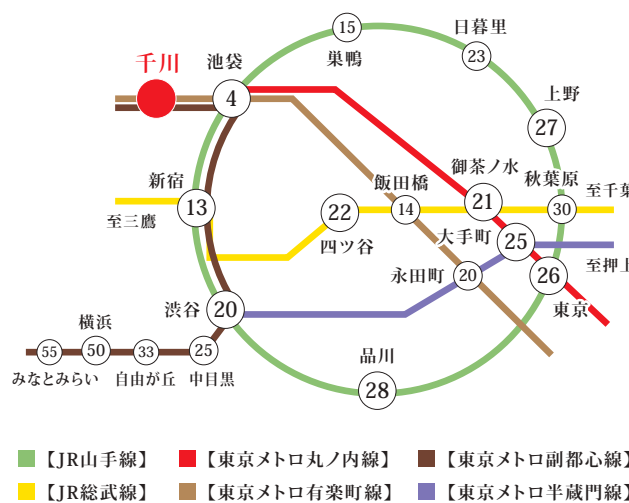 15
巣鴨
日暮里
23
千川
池袋
4
上野
27
新宿
13
至三鷹
22
四ツ谷
飯田橋
14
御茶ノ水
21
秋葉原
30
至千葉
大手町
25
至押上
永田町
20
26
東京
渋谷
20
横浜
55
50
33
25
みなとみらい
自由が丘
中目黒
品川
28
【JR山手線】
【東京メトロ丸ノ内線】
【東京メトロ副都心線】
【JR総武線】
【東京メトロ有楽町線】
【東京メトロ半蔵門線】